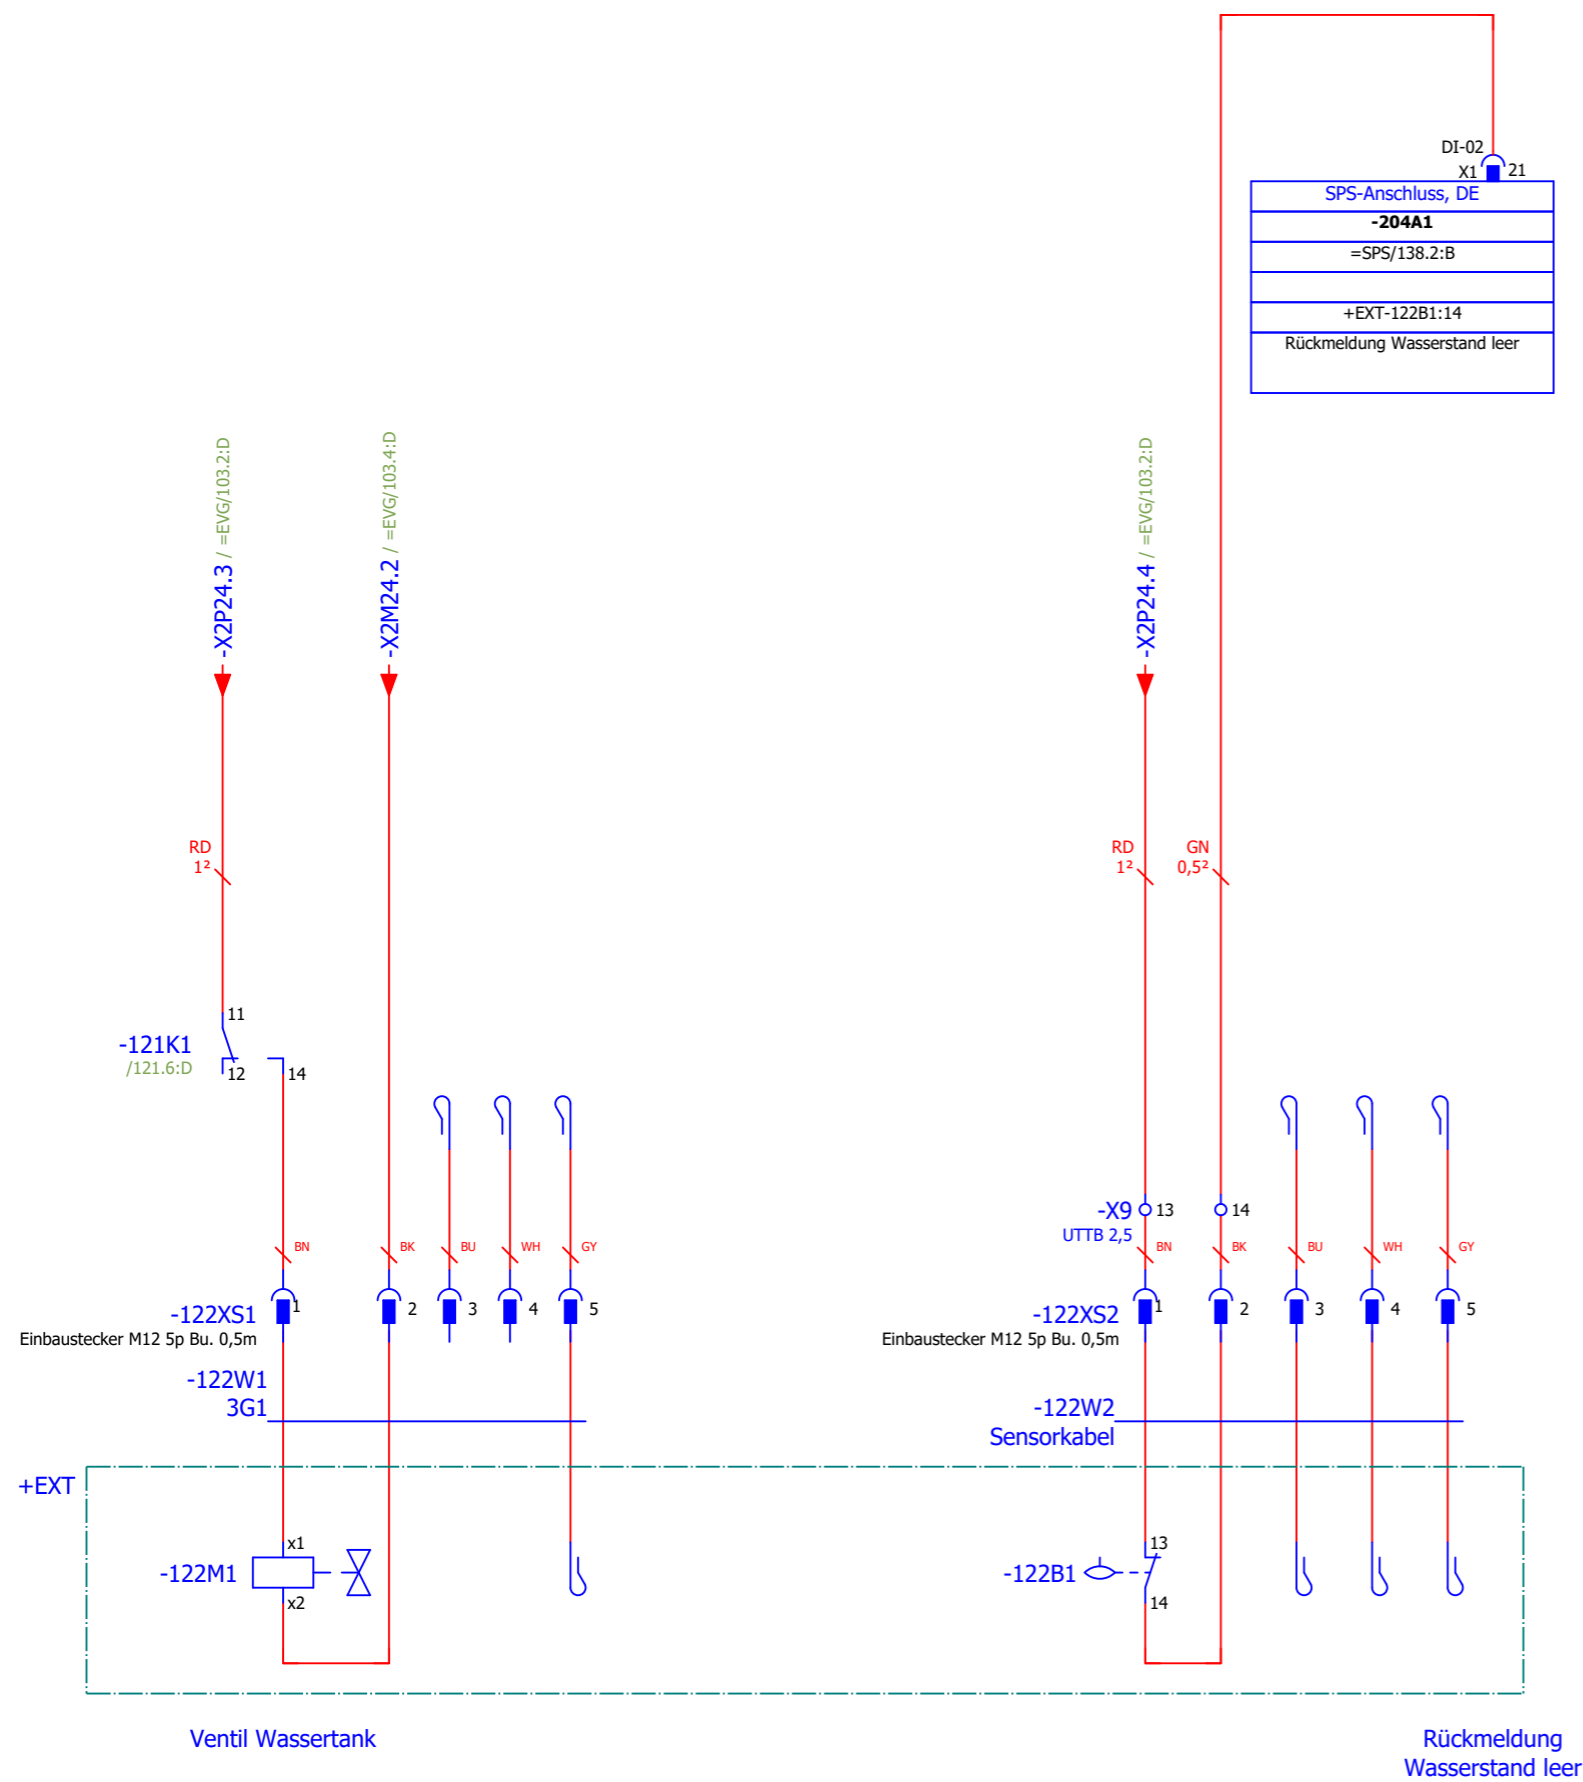 DI-02
X1
21
SPS-Anschluss, DE
-204A1
=SPS/138.2:B
+EXT-122B1:14
Rückmeldung Wasserstand leer
-X2P24.3 / =EVG/103.2:D
-X2M24.2 / =EVG/103.4:D
-X2P24.4 / =EVG/103.2:D
RD
1²
RD
1²
GN
0,5²
11
-121K1
/121.6:D
12
14
-X9
13
14
UTTB 2,5
BN
BK
BU
WH
GY
BN
BK
BU
WH
GY
-122XS1
1
2
3
4
5
Einbaustecker M12 5p Bu. 0,5m
-122XS2
1
2
3
4
5
Einbaustecker M12 5p Bu. 0,5m
-122W1
3G1
-122W2
Sensorkabel
+EXT
x1
-122M1
x2
13
-122B1
14
Ventil Wassertank
Rückmeldung
Wasserstand leer